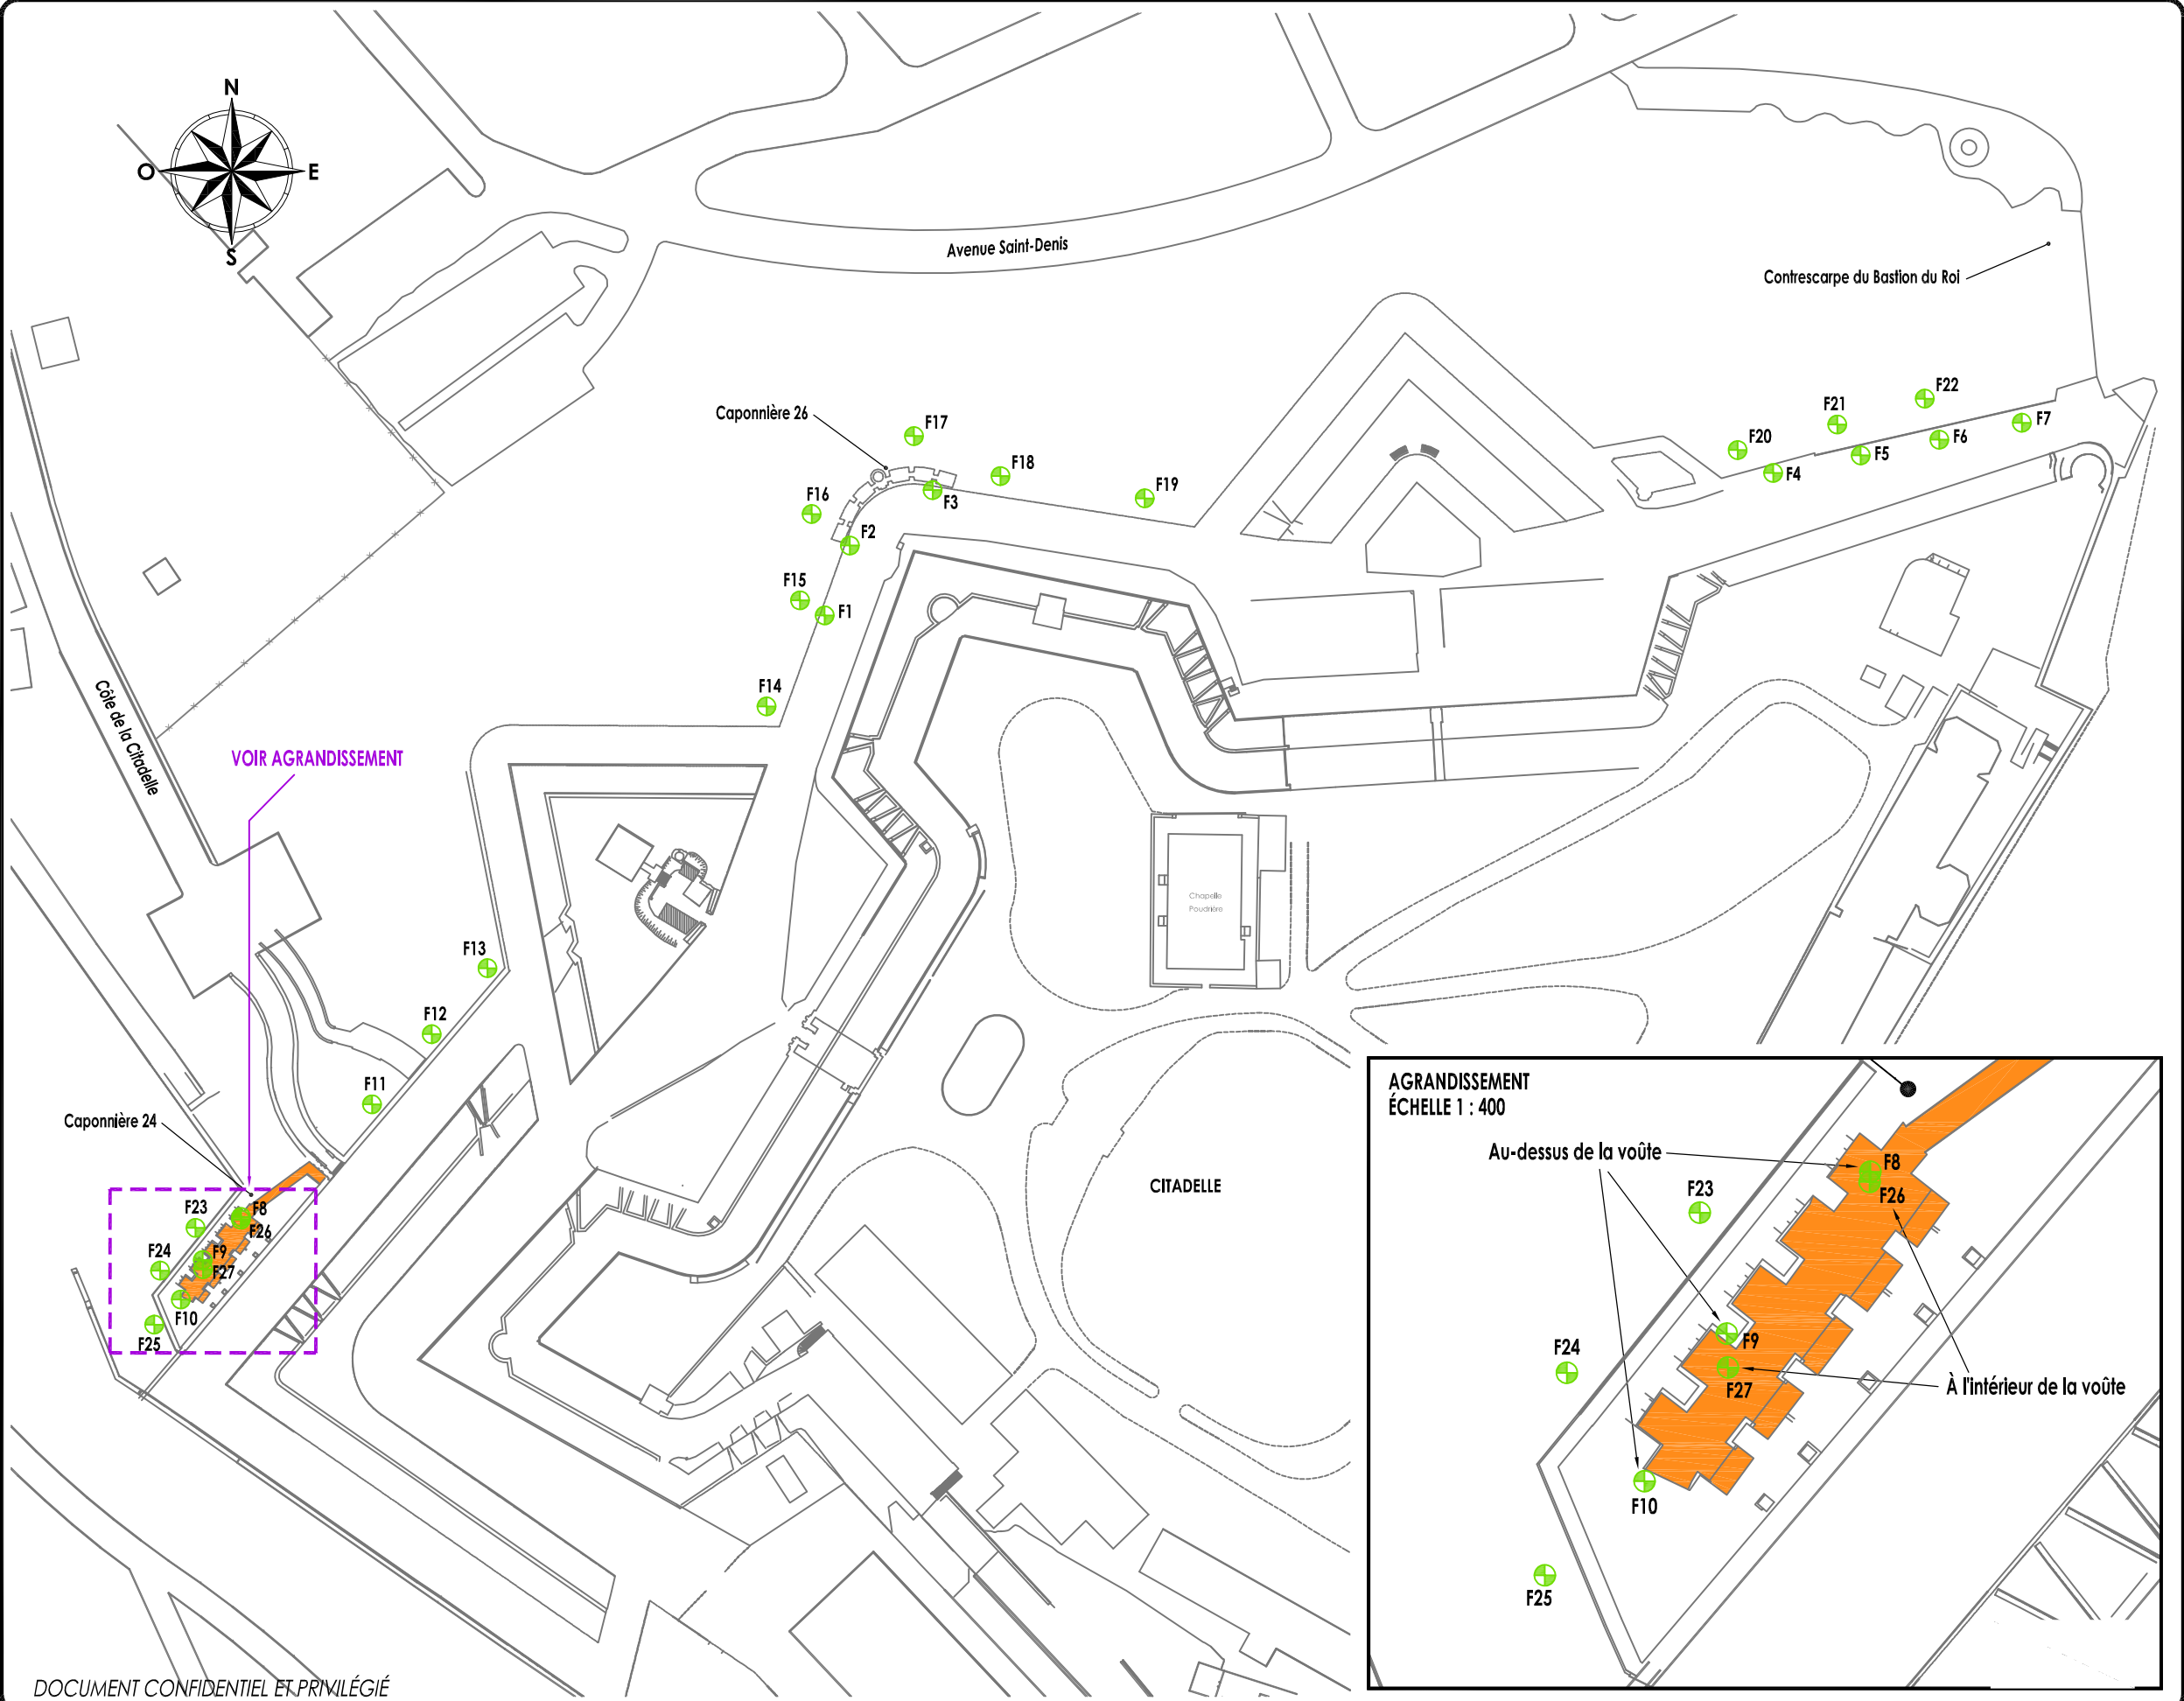 N
O
E
S
Avenue Saint-Denis
Contrescarpe du Bastion du Roi
Caponnière 26
F17
F18
F19
F16
F3
F2
F15
F1
F14
F20
F21
F22
F4
F5
F6
F7
Côte de la Citadelle
VOIR AGRANDISSEMENT
Chapelle
Poudrière
F13
F12
F11
Caponnière 24
F23
F8
F26
F24
F9
F27
F10
F25
CITADELLE
AGRANDISSEMENT
ÉCHELLE 1 : 400
Au-dessus de la voûte
F8
F23
F26
F9
F24
F27
À l'intérieur de la voûte
F10
F25
DOCUMENT CONFIDENTIEL ET PRIVILÉGIÉ